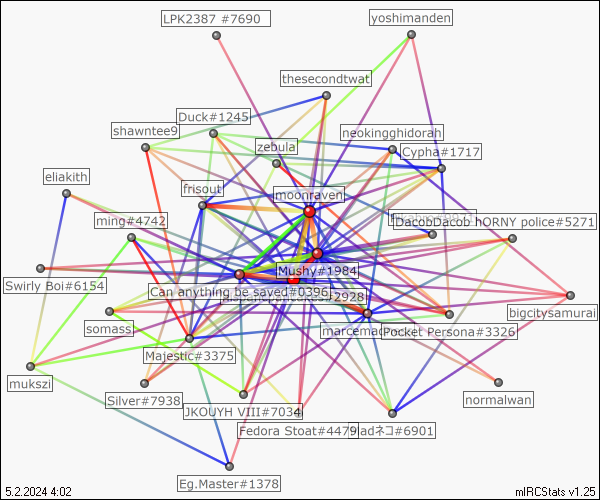 LPK2387 #7690
yoshimanden
thesecondtwat
Duck#1245
shawntee9
neokingghidorah
zebula
Cypha#1717
eliakith
frisout
moonraven
ming#4742
DacobDacob
hORNY police#5271
Mushy#1984
Swirly Boi#6154
Can anything be saved#0396
2928
bigcitysamurai
somass
Pocket Persona#3326
Majestic#3375
mukszi
normalwan
Silver#7938
JKOUYH VIII#7034
Fedora Stoat#4479
ladネコ#6901
Eg.Master#1378
5.2.2024 4:02
mIRCStats v1.25